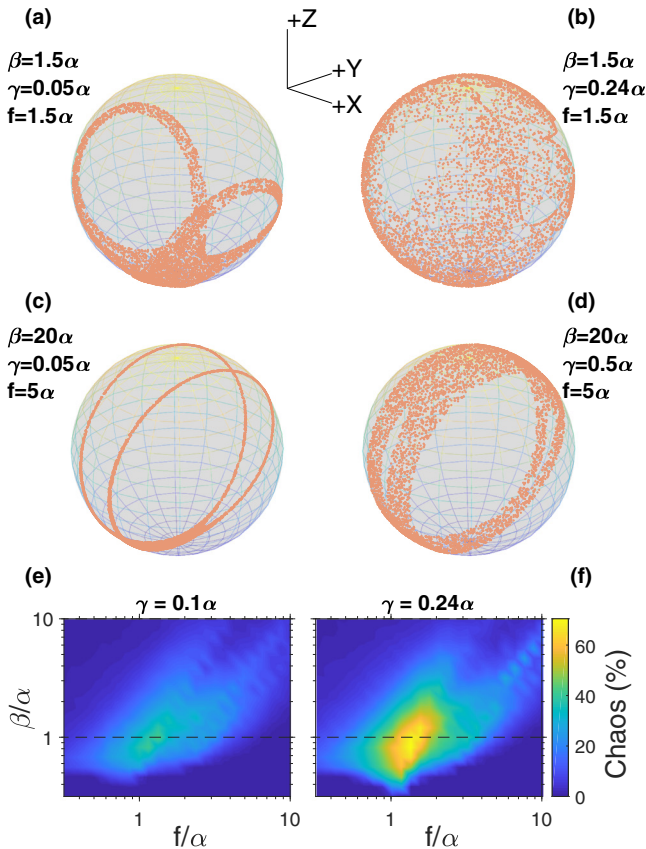 (a)
β=1.5α
γ=0.05α
f=1.5α
+Z
+Y
+X
(b)
β=1.5α
γ=0.24α
f=1.5α
(c)
β=20α
γ=0.05α
f=5α
(d)
β=20α
γ=0.5α
f=5α
(e)
γ = 0.1α
10
1
β/α
1
10
f/α
(f)
γ = 0.24α
1
10
f/α
60
40
20
0
Chaos (%)